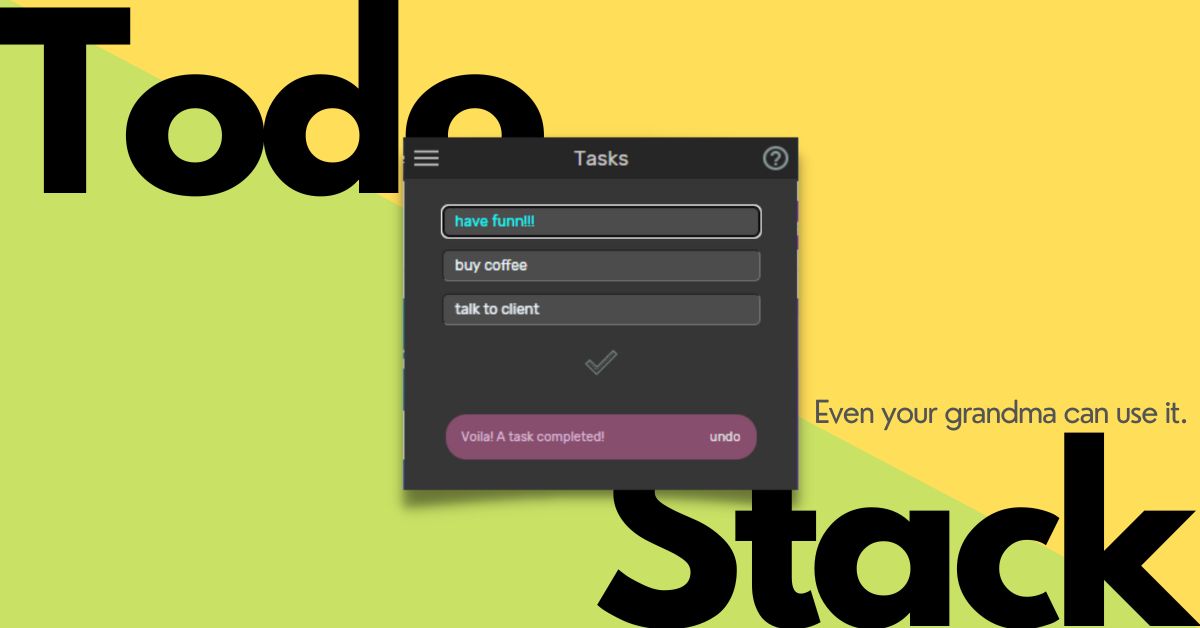 Todo
Tasks
have funn!!!
buy coffee
talk to client
Voila! A task completed!
undo
Even your grandma can use it.
Stack